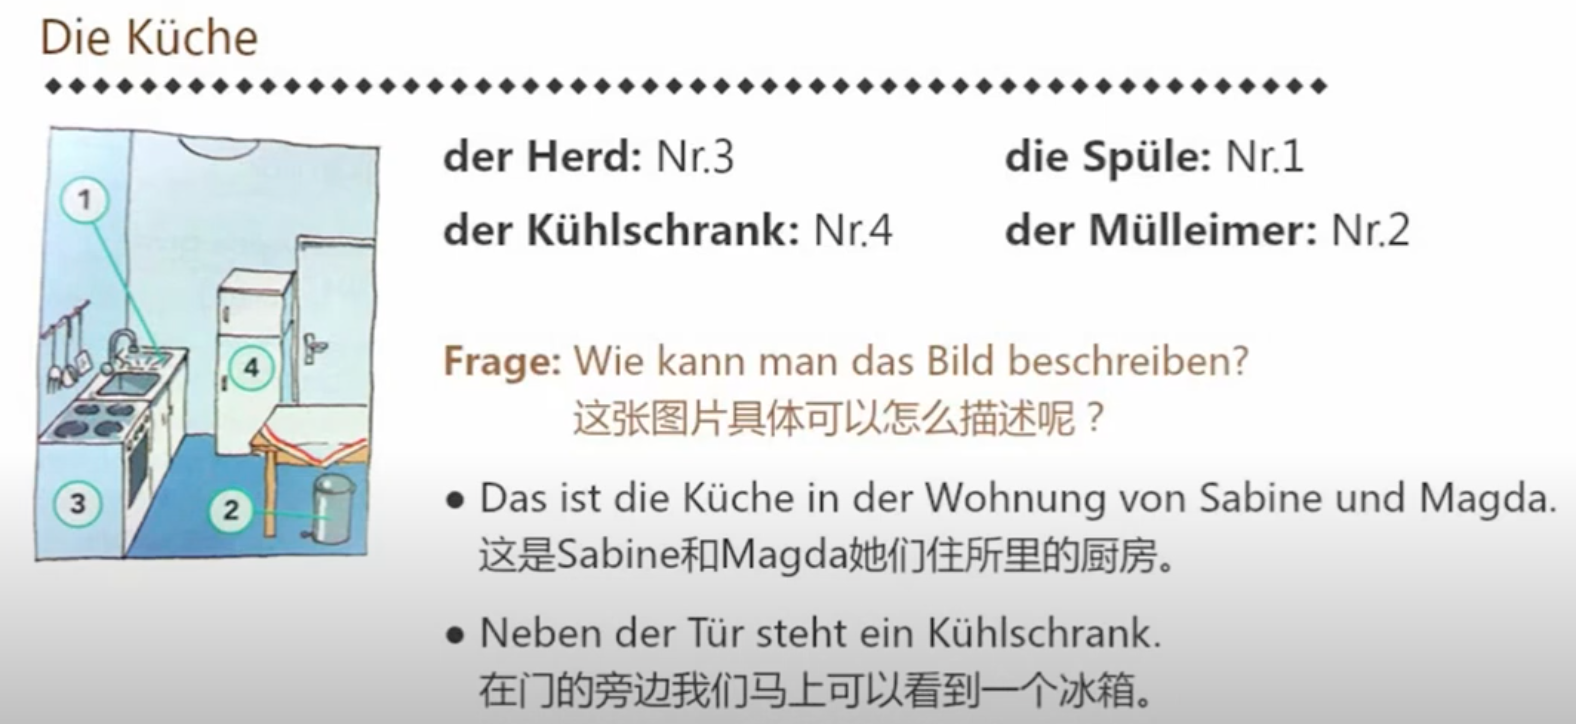 Die Küche
der Herd: Nr.3
die Spüle: Nr.1
der Kühlschrank: Nr.4
der Mülleimer: Nr.2
1
4
3
2
Frage: Wie kann man das Bild beschreiben?
这张图片具体可以怎么描述呢？
● Das ist die Küche in der Wohnung von Sabine und Magda.
这是Sabine和Magda她们住所里的厨房。
● Neben der Tür steht ein Kühlschrank.
在门的旁边我们马上可以看到一个冰箱。